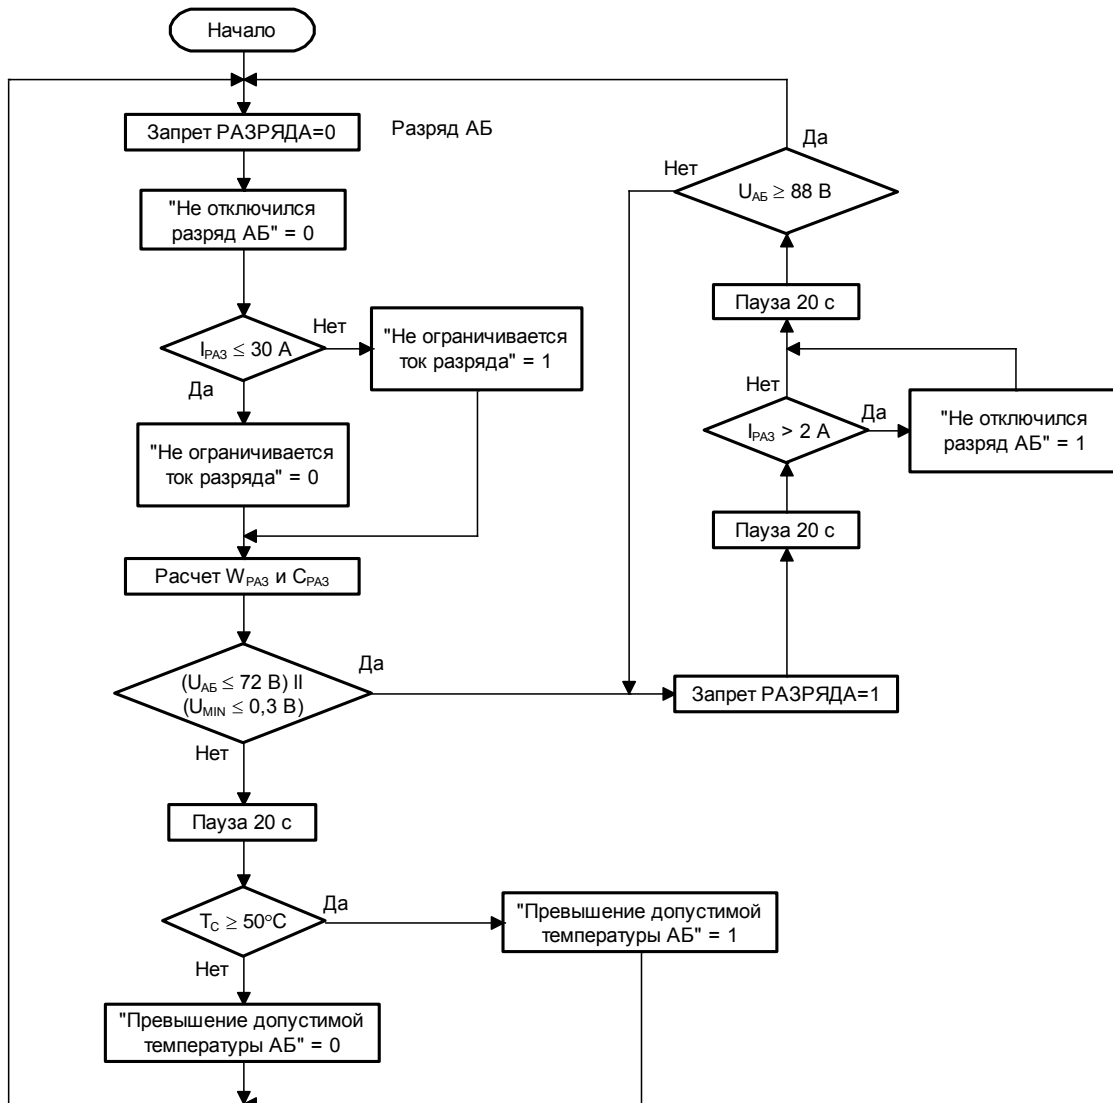 Начало
Запрет РАЗРЯДА=0
Разряд АБ
"Не отключился
разряд АБ" = 0
I_РАЗ ≤ 30 А
Нет
Да
"Не ограничивается
ток разряда" = 1
"Не ограничивается
ток разряда" = 0
Расчет W_РАЗ и C_РАЗ
(U_АБ ≤ 72 В) II
(U_MIN ≤ 0,3 В)
Да
Нет
Запрет РАЗРЯДА=1
Пауза 20 с
I_РАЗ > 2 А
Нет
Да
"Не отключился
разряд АБ" = 1
Пауза 20 с
U_АБ ≥ 88 В
Нет
Да
Пауза 20 с
T_C ≥ 50°C
Да
Нет
"Превышение допустимой
температуры АБ" = 1
"Превышение допустимой
температуры АБ" = 0